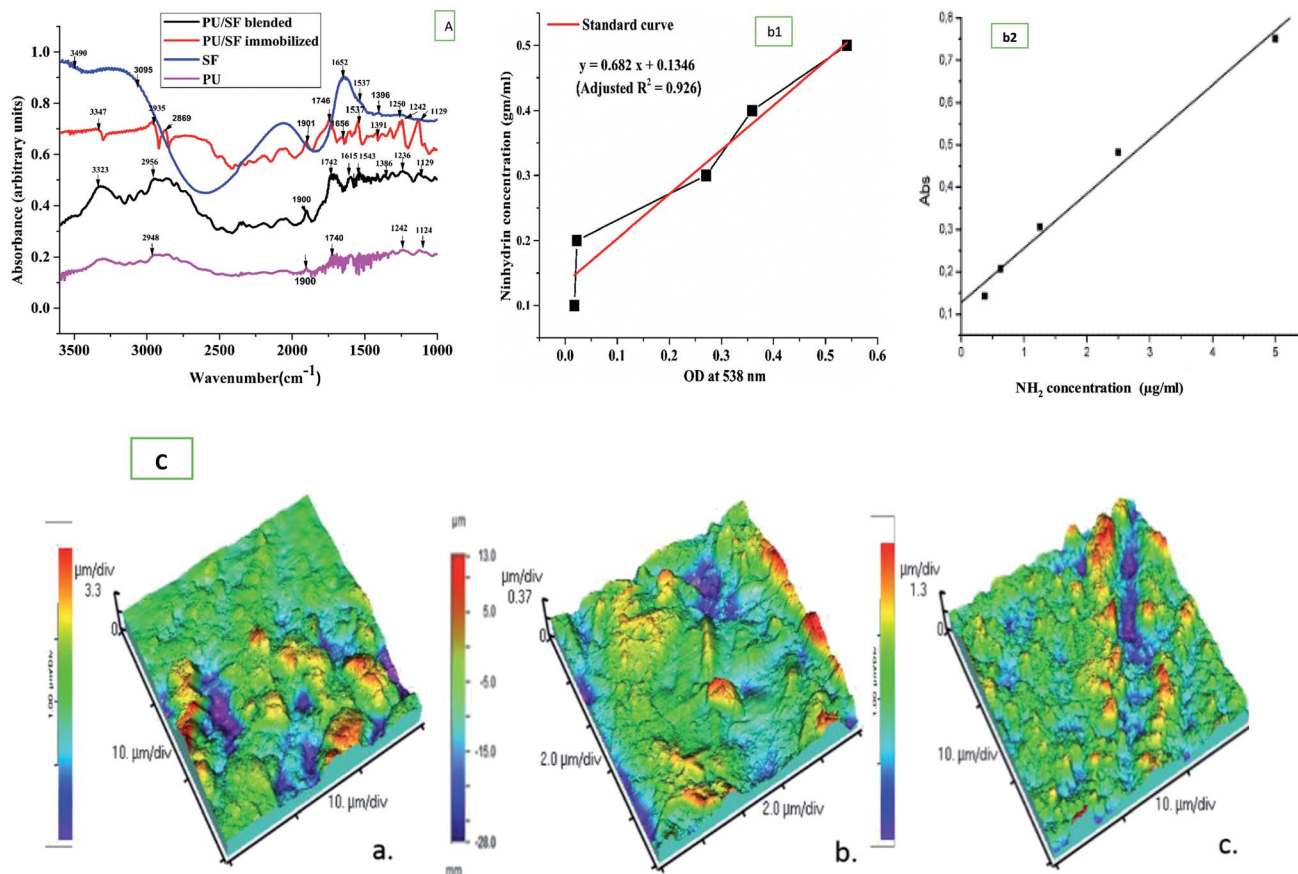 A
PU/SF blended
PU/SF immobilized
SF
PU
3490
3095
2935
2869
3347
1652
1537
1396
1746
1901
1656
1537
1391
1250
1242
1129
3323
2956
1900
1742
1615
1543
1386
1236
1129
2948
1900
1740
1242
1124
Absorbance (arbitrary units)
1.0
0.8
0.6
0.4
0.2
0.0
3500 3000 2500 2000 1500 1000
Wavenumber(cm⁻¹)
b1
Standard curve
y = 0.682 x + 0.1346
(Adjusted R² = 0.926)
Ninhydrin concentration (gm/ml)
0.5
0.4
0.3
0.2
0.1
0.0 0.1 0.2 0.3 0.4 0.5 0.6
OD at 538 nm
b2
Abs
0,8
0,7
0,6
0,5
0,4
0,3
0,2
0,1
0
0 1 2 3 4 5
NH₂ concentration (µg/ml)
C
µm/div
3.3
0
10. µm/div
10. µm/div
a.
µm
13.0
5.0
-5.0
-15.0
-28.0
mm
µm/div
0.37
0
2.0 µm/div
2.0 µm/div
b.
µm/div
1.3
0
10. µm/div
10. µm/div
c.